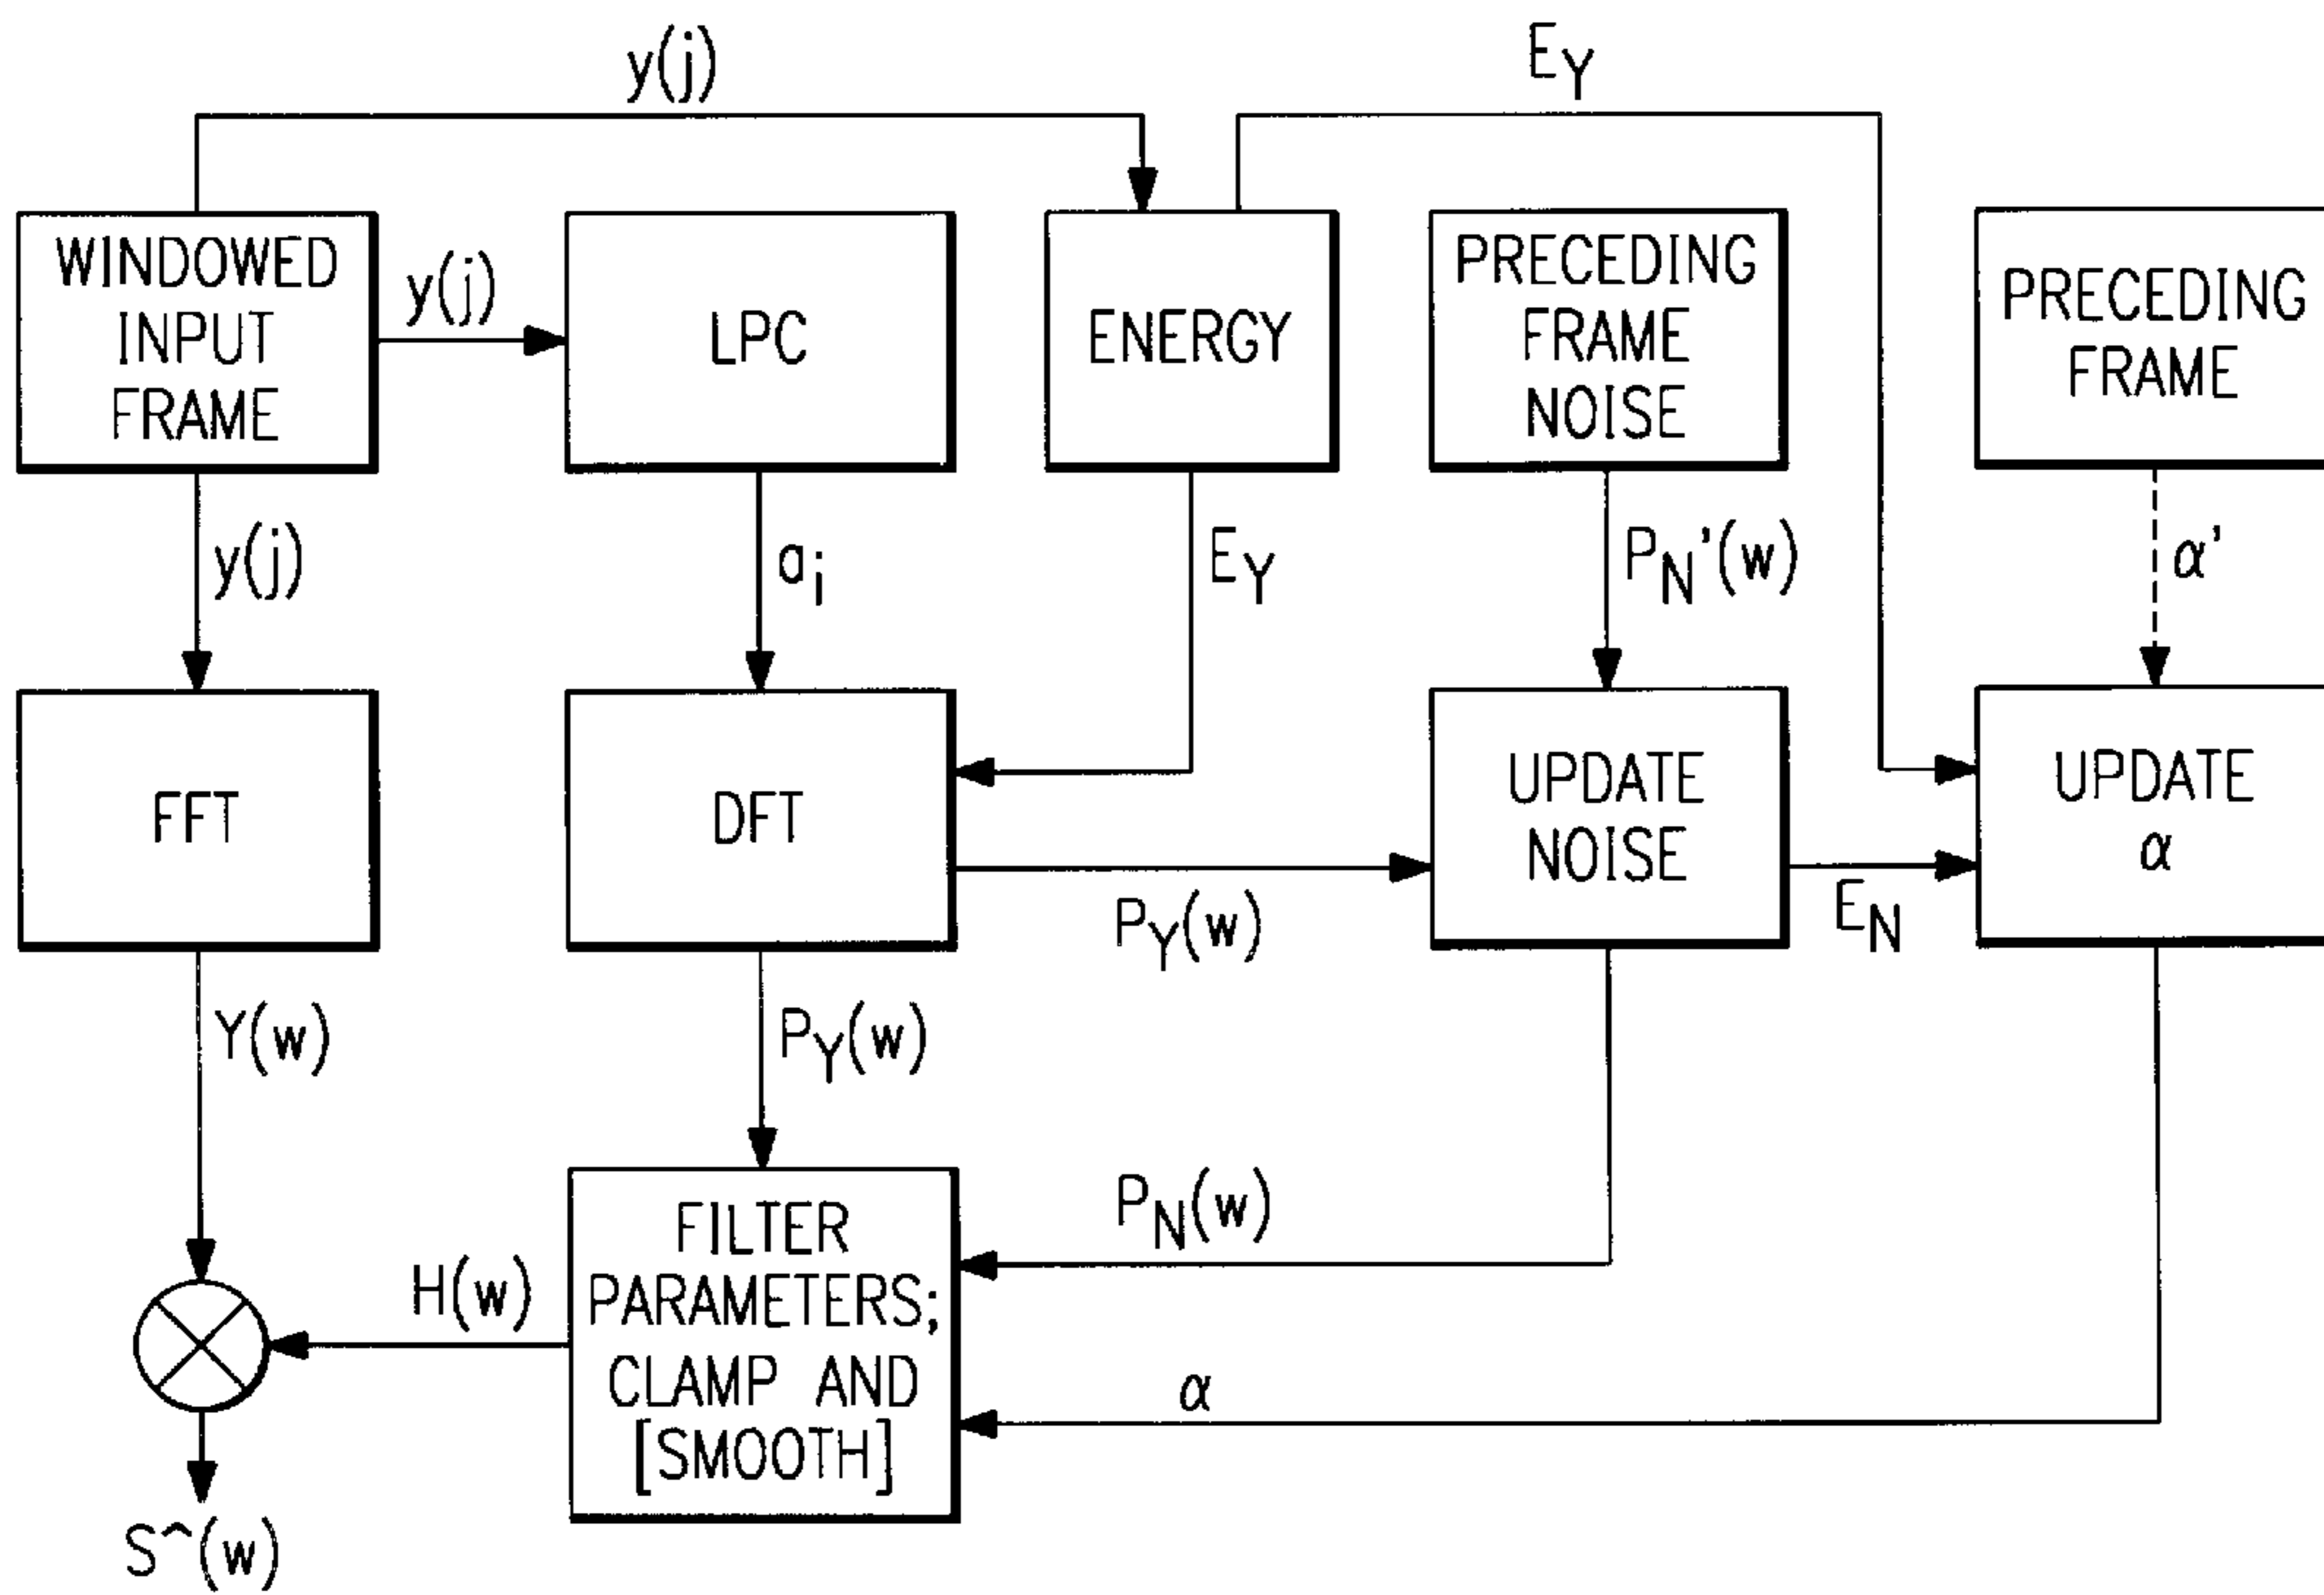 y(j)
E_Y
WINDOWED
INPUT
FRAME
y(j)
LPC
ENERGY
PRECEDING
FRAME
NOISE
PRECEDING
FRAME
y(j)
a_i
E_Y
P_N'(w)
α'
FFT
DFT
UPDATE
NOISE
UPDATE
α
P_Y(w)
E_N
Y(w)
P_Y(w)
FILTER
PARAMETERS;
CLAMP AND
[SMOOTH]
P_N(w)
H(w)
α
S^(w)